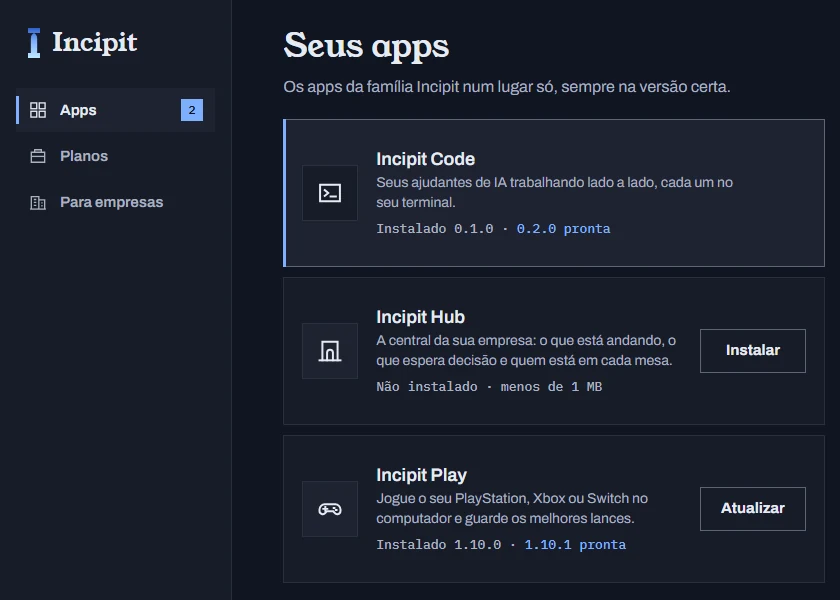 Incipit
Apps
2
Planos
Para empresas
Seus apps
Os apps da família Incipit num lugar só, sempre na versão certa.
Incipit Code
Seus ajudantes de IA trabalhando lado a lado, cada um no
seu terminal.
Instalado 0.1.0 · 0.2.0 pronta
Incipit Hub
A central da sua empresa: o que está andando, o
que espera decisão e quem está em cada mesa.
Não instalado · menos de 1 MB
Instalar
Incipit Play
Jogue o seu PlayStation, Xbox ou Switch no
computador e guarde os melhores lances.
Instalado 1.10.0 · 1.10.1 pronta
Atualizar